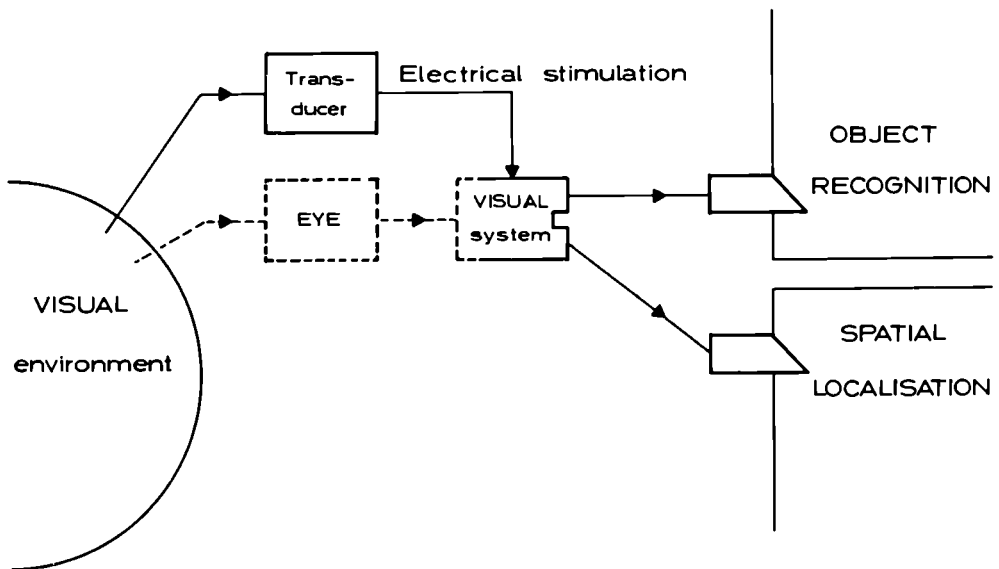 Trans-
ducer
Electrical stimulation
OBJECT
RECOGNITION
EYE
VISUAL
system
VISUAL
environment
SPATIAL
LOCALISATION